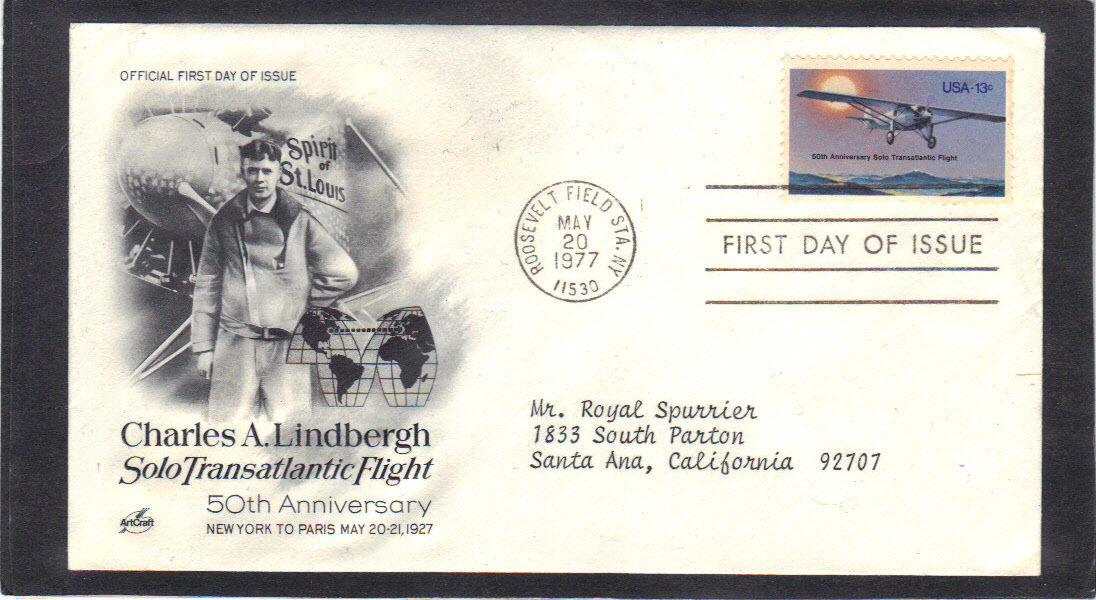 OFFICIAL FIRST DAY OF ISSUE
Spirit
of
St. Louis
Charles A. Lindbergh
Solo Transatlantic Flight
50th Anniversary
NEW YORK TO PARIS MAY 20-21, 1927
ArtCraft
USA·13c
50th Anniversary Solo Transatlantic Flight
ROOSEVELT FIELD STA. NY
MAY
20
1977
11530
FIRST DAY OF ISSUE
Mr. Royal Spurrier
1833 South Parton
Santa Ana, California 92707